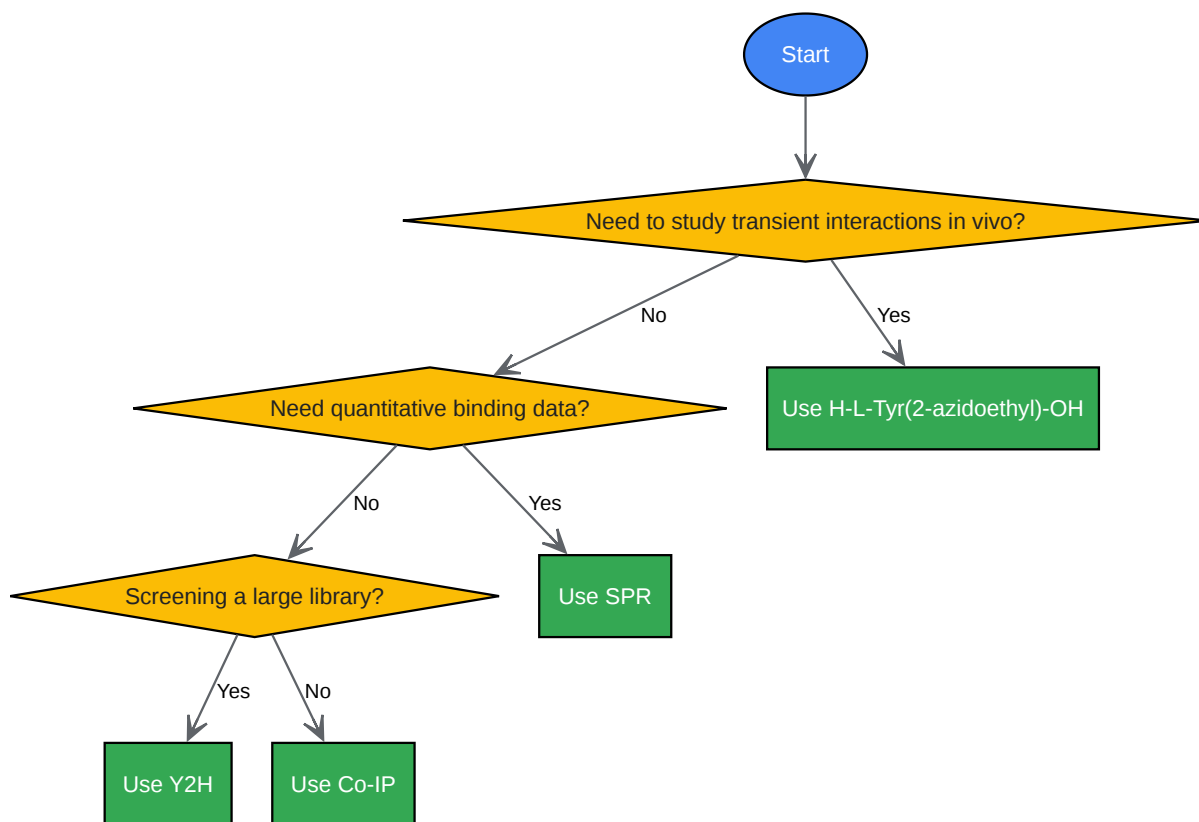 Start
Need to study transient interactions in vivo?
No
Yes
Need quantitative binding data?
Use H-L-Tyr(2-azidoethyl)-OH
No
Yes
Screening a large library?
Use SPR
Yes
No
Use Y2H
Use Co-IP